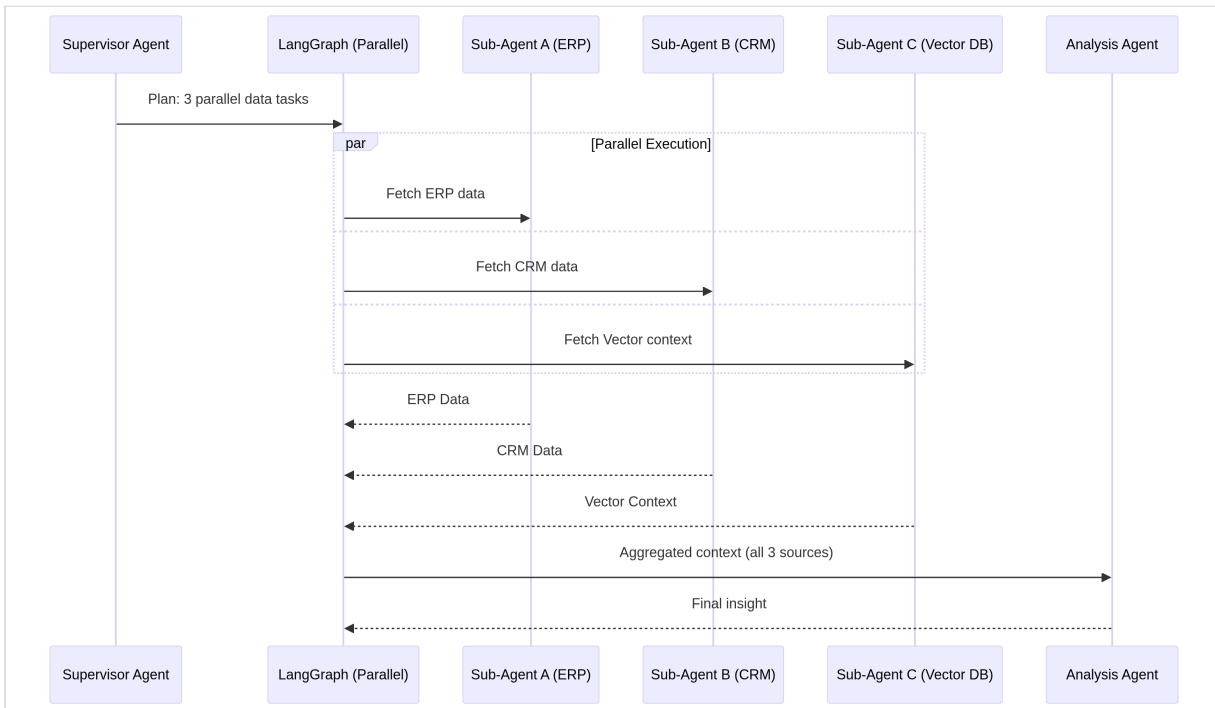 Supervisor Agent
LangGraph (Parallel)
Sub-Agent A (ERP)
Sub-Agent B (CRM)
Sub-Agent C (Vector DB)
Analysis Agent
Plan: 3 parallel data tasks
par
[Parallel Execution]
Fetch ERP data
Fetch CRM data
Fetch Vector context
ERP Data
CRM Data
Vector Context
Aggregated context (all 3 sources)
Final insight
Supervisor Agent
LangGraph (Parallel)
Sub-Agent A (ERP)
Sub-Agent B (CRM)
Sub-Agent C (Vector DB)
Analysis Agent